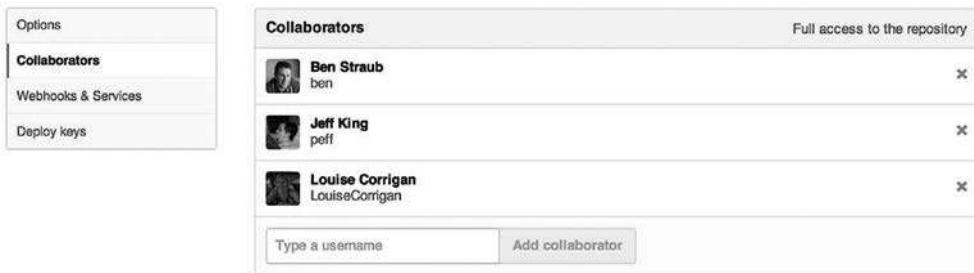 Options
Collaborators
Webhooks & Services
Deploy keys
Collaborators
Full access to the repository
Ben Straub
ben
Jeff King
peff
Louise Corrigan
LouiseCorrigan
Type a username
Add collaborator